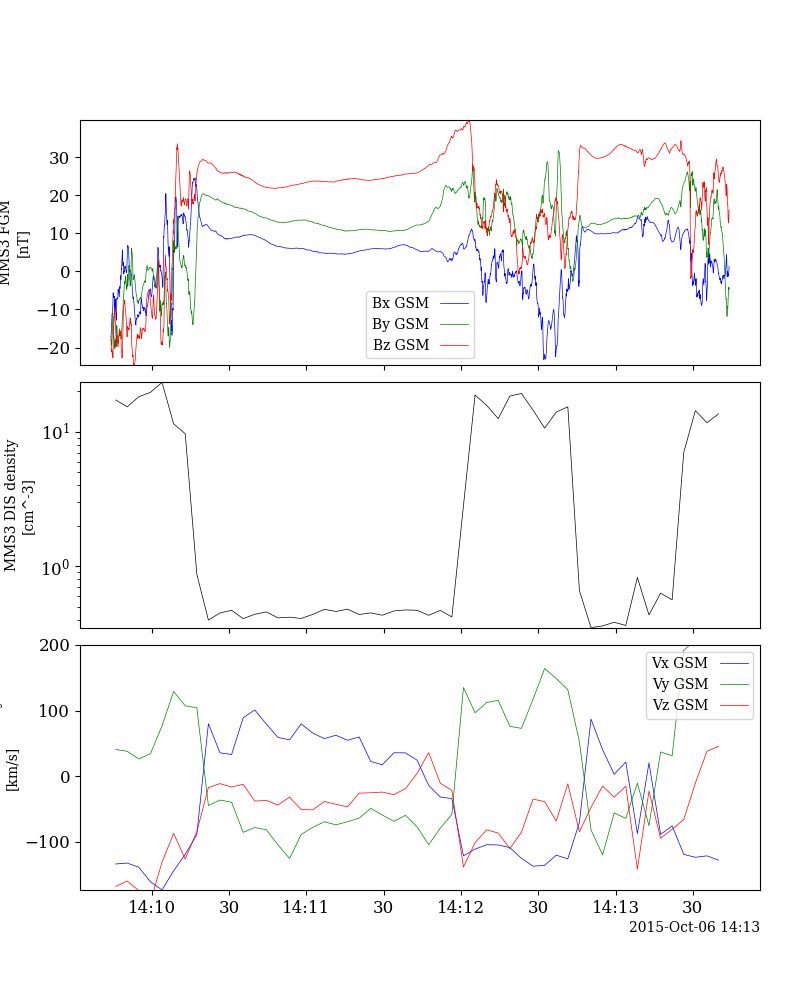 MMS3 FGM
[nT]
30
20
10
0
−10
−20
Bx GSM
By GSM
Bz GSM
MMS3 DIS density
[cm^-3]
10^1
10^0
[km/s]
200
100
0
−100
Vx GSM
Vy GSM
Vz GSM
14:10 30 14:11 30 14:12 30 14:13 30
2015-Oct-06 14:13